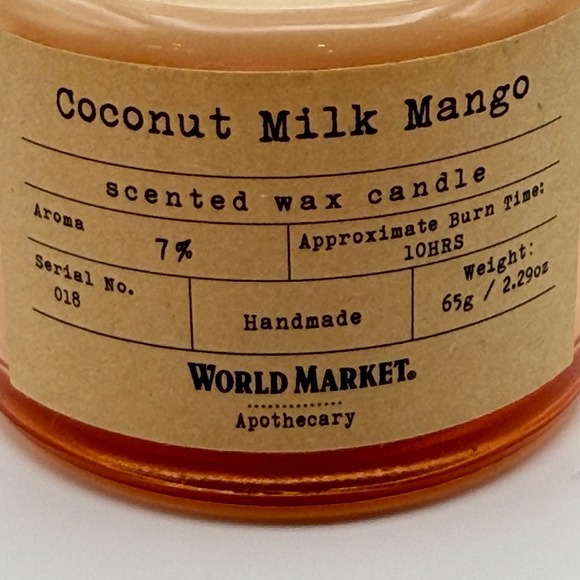 Coconut Milk Mango
scented wax candle
Aroma
7%
Approximate Burn Time:
10HRS
Serial No.
018
Handmade
Weight:
65g / 2.29oz
WORLD MARKET®
Apothecary